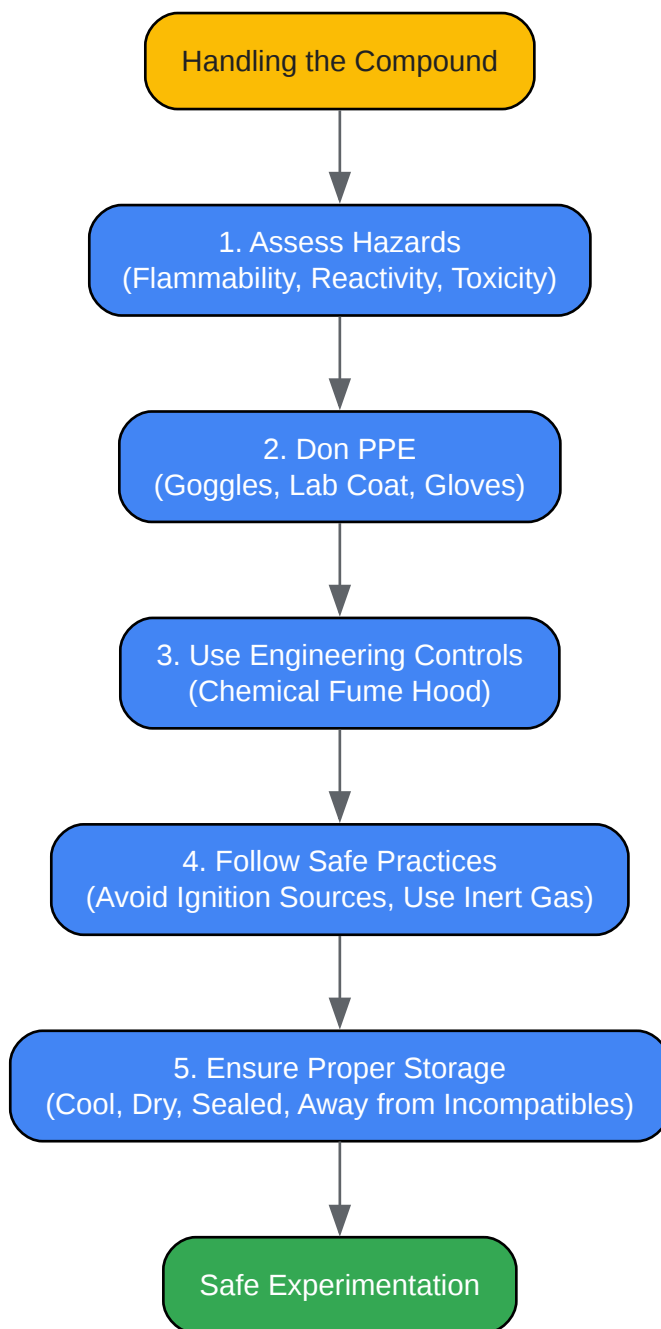 Handling the Compound
1. Assess Hazards
(Flammability, Reactivity, Toxicity)
2. Don PPE
(Goggles, Lab Coat, Gloves)
3. Use Engineering Controls
(Chemical Fume Hood)
4. Follow Safe Practices
(Avoid Ignition Sources, Use Inert Gas)
5. Ensure Proper Storage
(Cool, Dry, Sealed, Away from Incompatibles)
Safe Experimentation